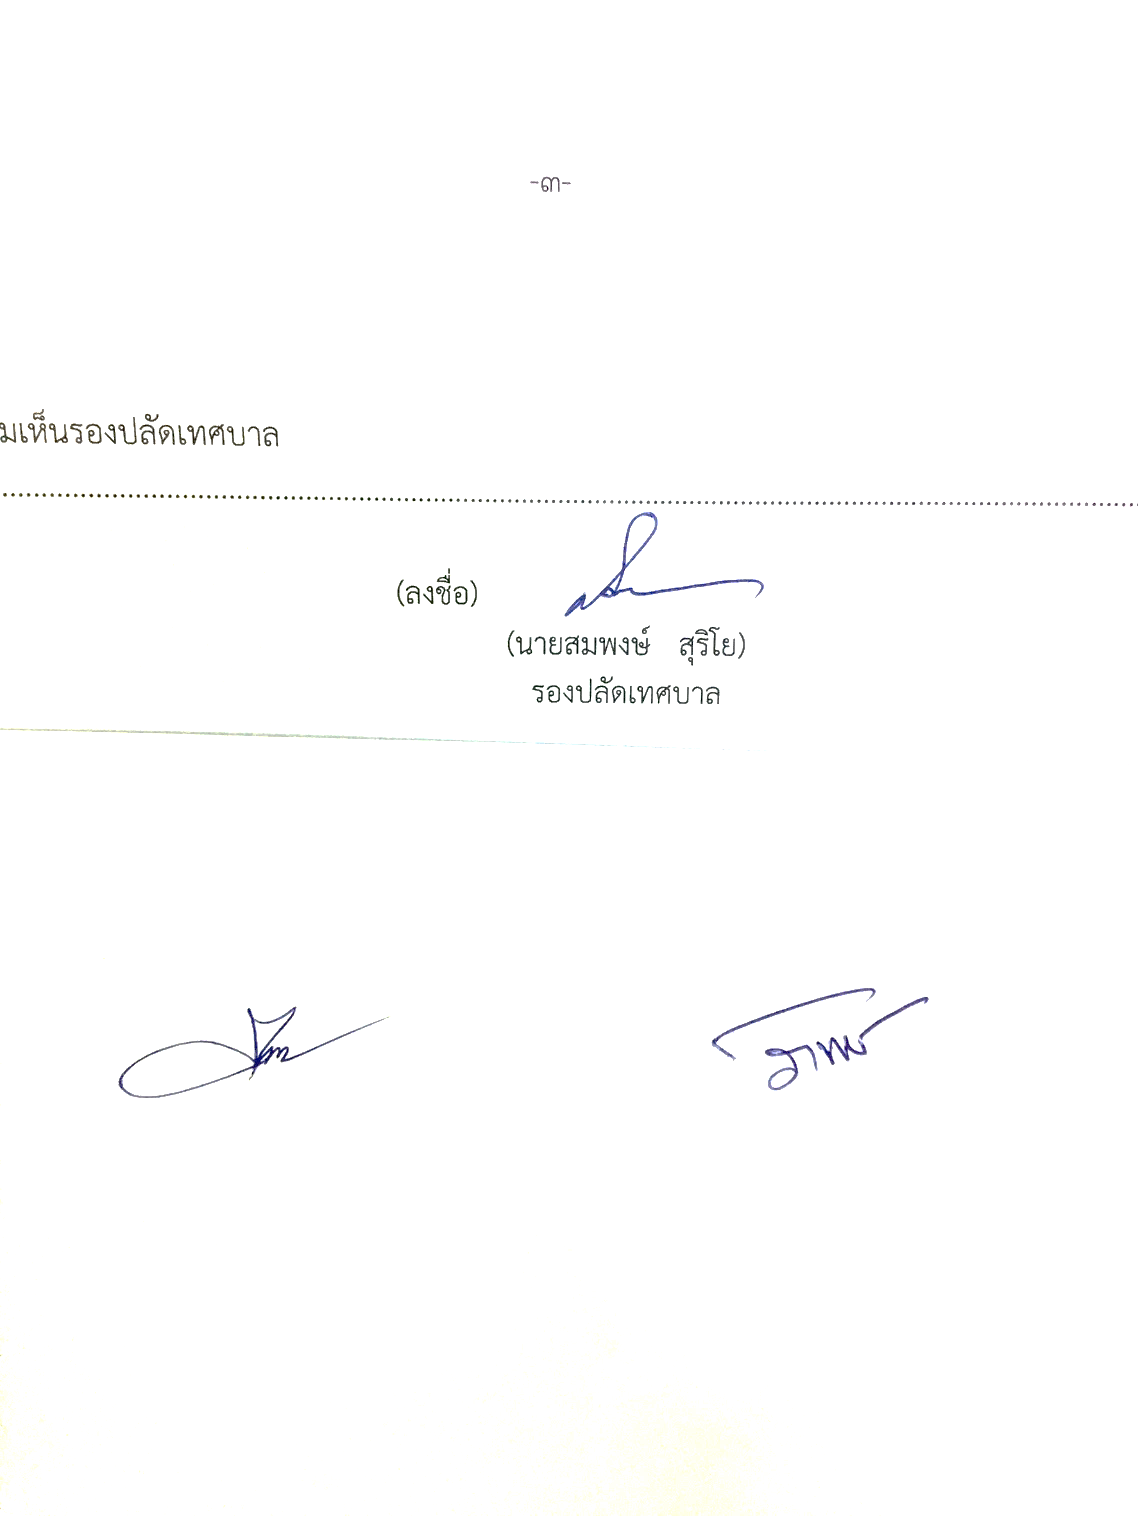 -๓-
มเห็นรองปลัดเทศบาล
(ลงชื่อ)
(นายสมพงษ์ สุริโย)
รองปลัดเทศบาล